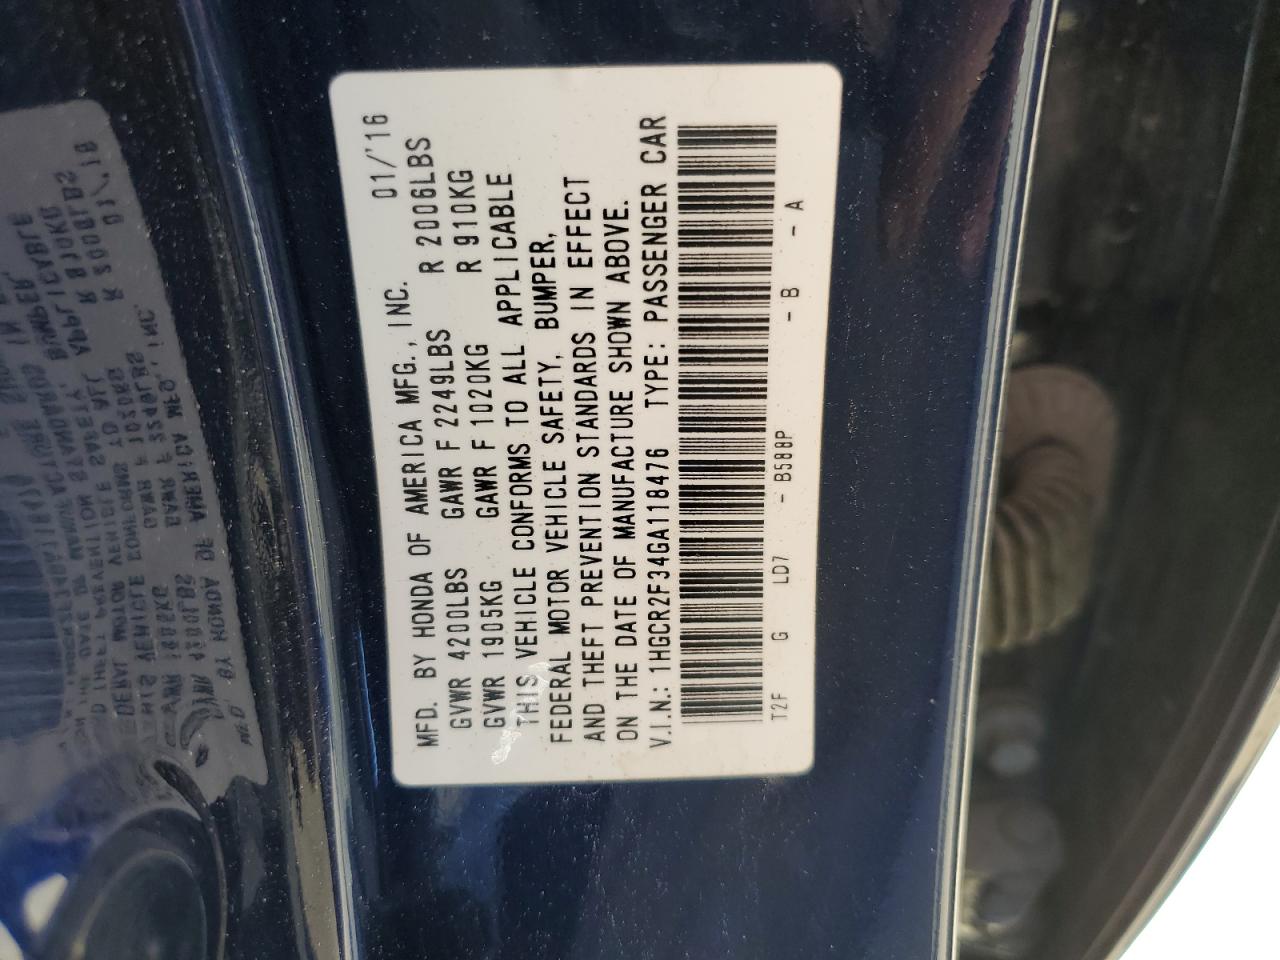 MFD. BY HONDA OF AMERICA MFG., INC. 01/'16
GVWR 4200LBS GAWR F 2249LBS R 2006LBS
GVWR 1905KG GAWR F 1020KG R 910KG
THIS VEHICLE CONFORMS TO ALL APPLICABLE
FEDERAL MOTOR VEHICLE SAFETY, BUMPER,
AND THEFT PREVENTION STANDARDS IN EFFECT
ON THE DATE OF MANUFACTURE SHOWN ABOVE.
V.I.N.: 1HGCR2F34GA118476 TYPE: PASSENGER CAR
T2F G LD7 - B588P - B - A